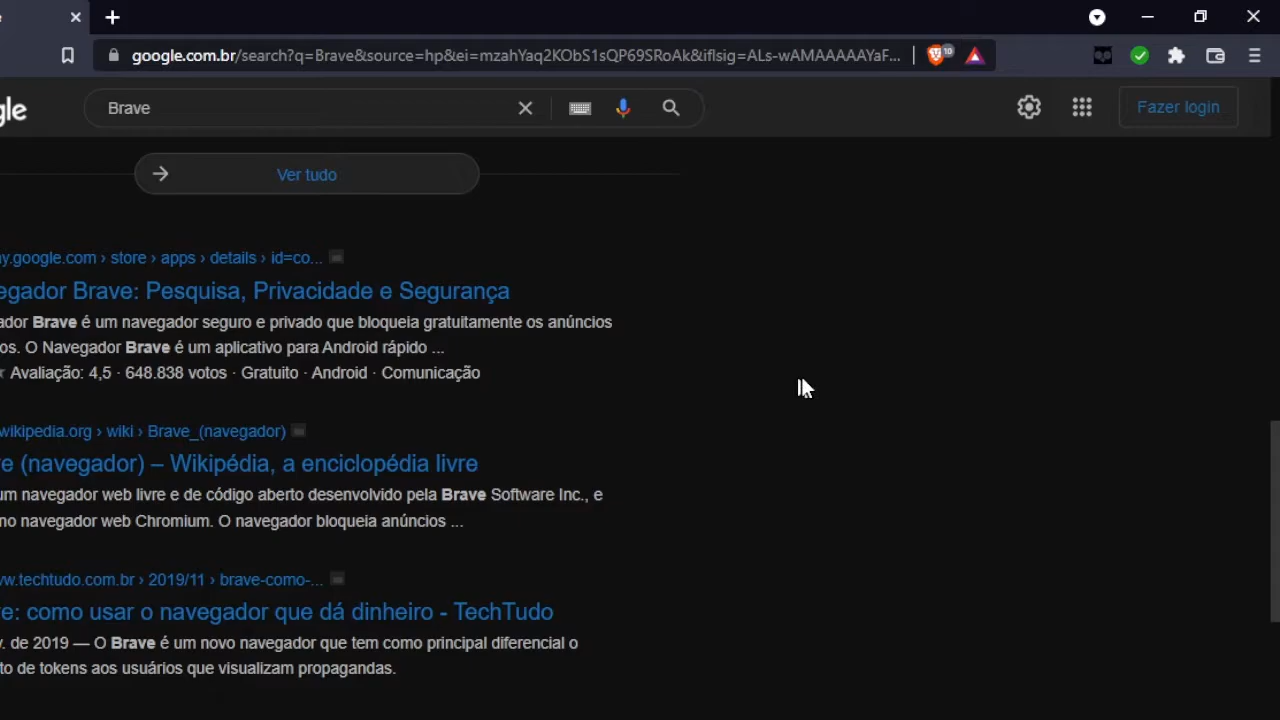 google.com.br/search?q=Brave&source=hp&ei=mzahYaq2KObS1sQP69SRoAk&iflsig=ALs-wAMAAAAAYaF...
10
gle
Brave
Fazer login
Ver tudo
y.google.com › store › apps › details › id=co...
egador Brave: Pesquisa, Privacidade e Segurança
ador Brave é um navegador seguro e privado que bloqueia gratuitamente os anúncios
os. O Navegador Brave é um aplicativo para Android rápido ...
Avaliação: 4,5 · 648.838 votos · Gratuito · Android · Comunicação
wikipedia.org › wiki › Brave_(navegador)
e (navegador) – Wikipédia, a enciclopédia livre
um navegador web livre e de código aberto desenvolvido pela Brave Software Inc., e
no navegador web Chromium. O navegador bloqueia anúncios ...
w.techtudo.com.br › 2019/11 › brave-como-...
e: como usar o navegador que dá dinheiro - TechTudo
. de 2019 — O Brave é um novo navegador que tem como principal diferencial o
to de tokens aos usuários que visualizam propagandas.